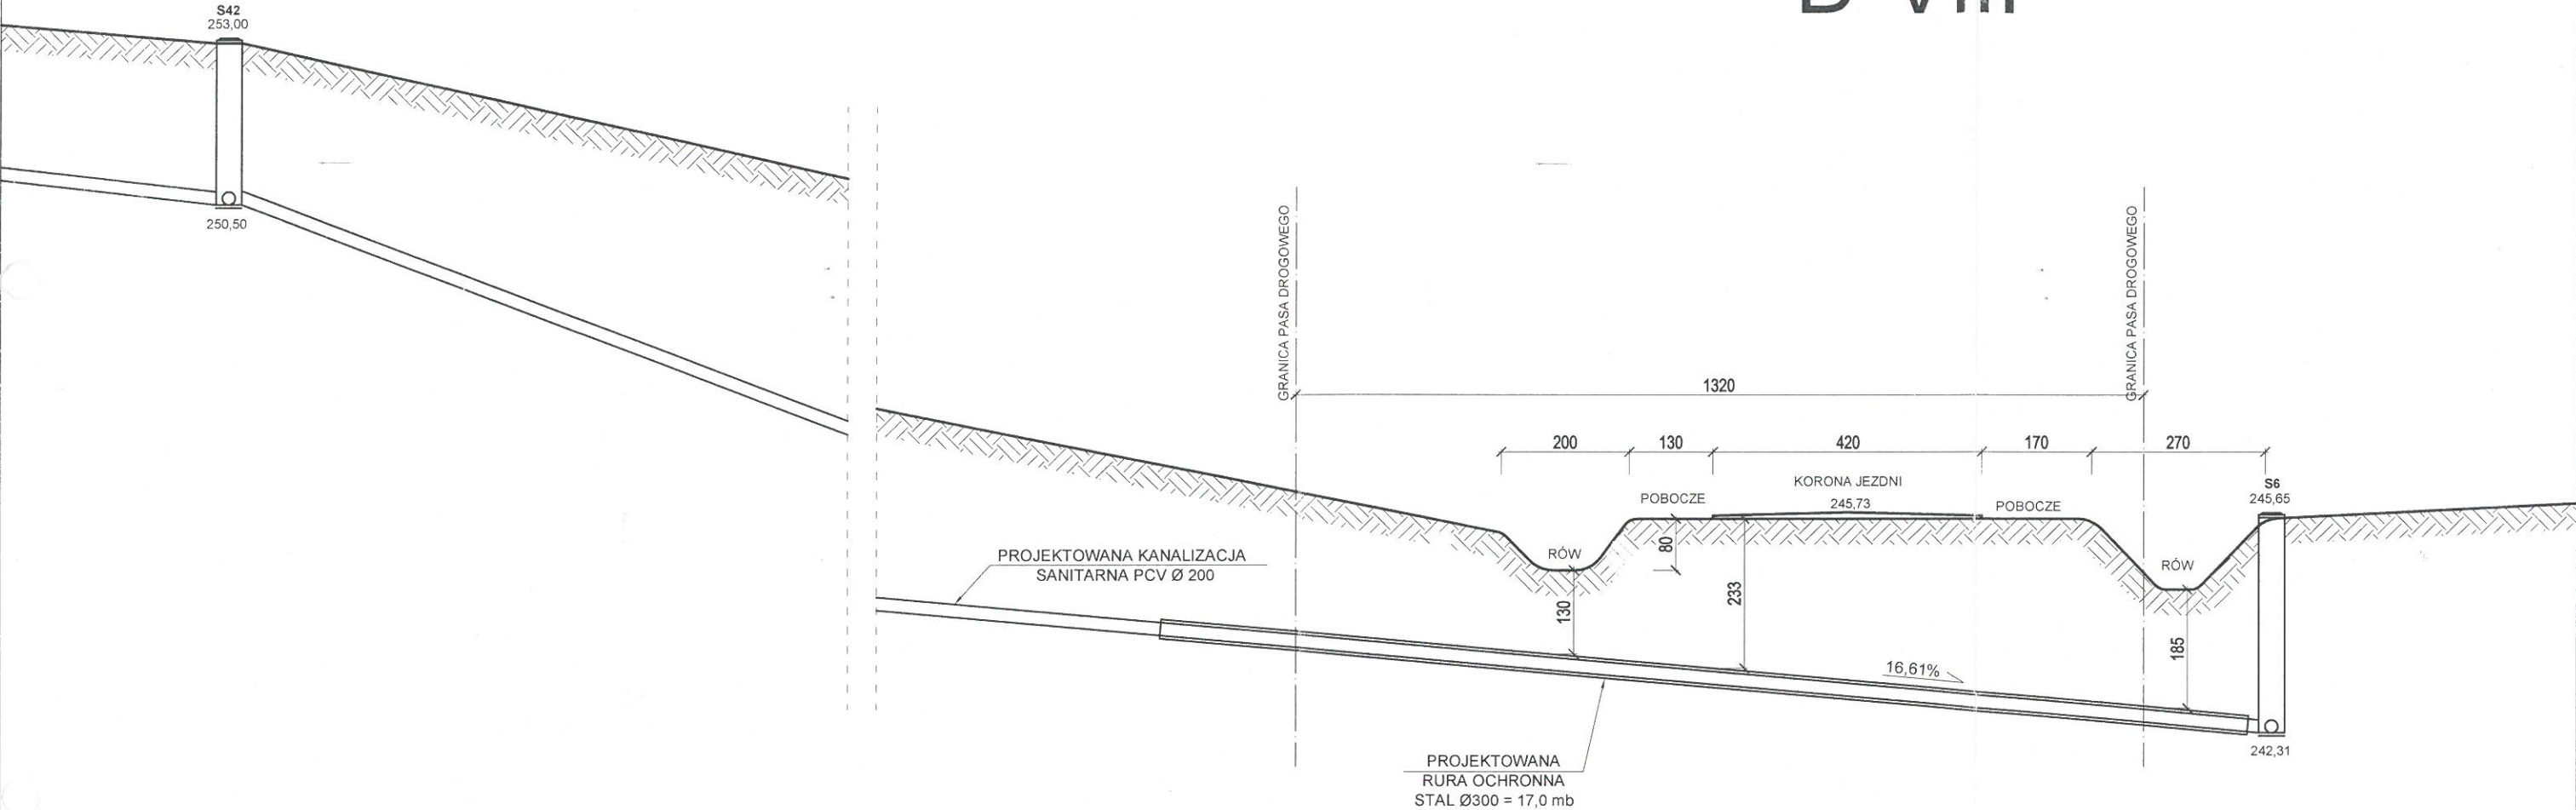 S42
253,00
250,50
GRANICA PASA DROGOWEGO
GRANICA PASA DROGOWEGO
1320
200
130
420
170
270
KORONA JEZDNI
245,73
POBOCZE
POBOCZE
S6
245,65
RÓW
RÓW
80
130
233
185
16,61%
PROJEKTOWANA KANALIZACJA
SANITARNA PCV Ø 200
PROJEKTOWANA
RURA OCHRONNA
STAL Ø300 = 17,0 mb
242,31